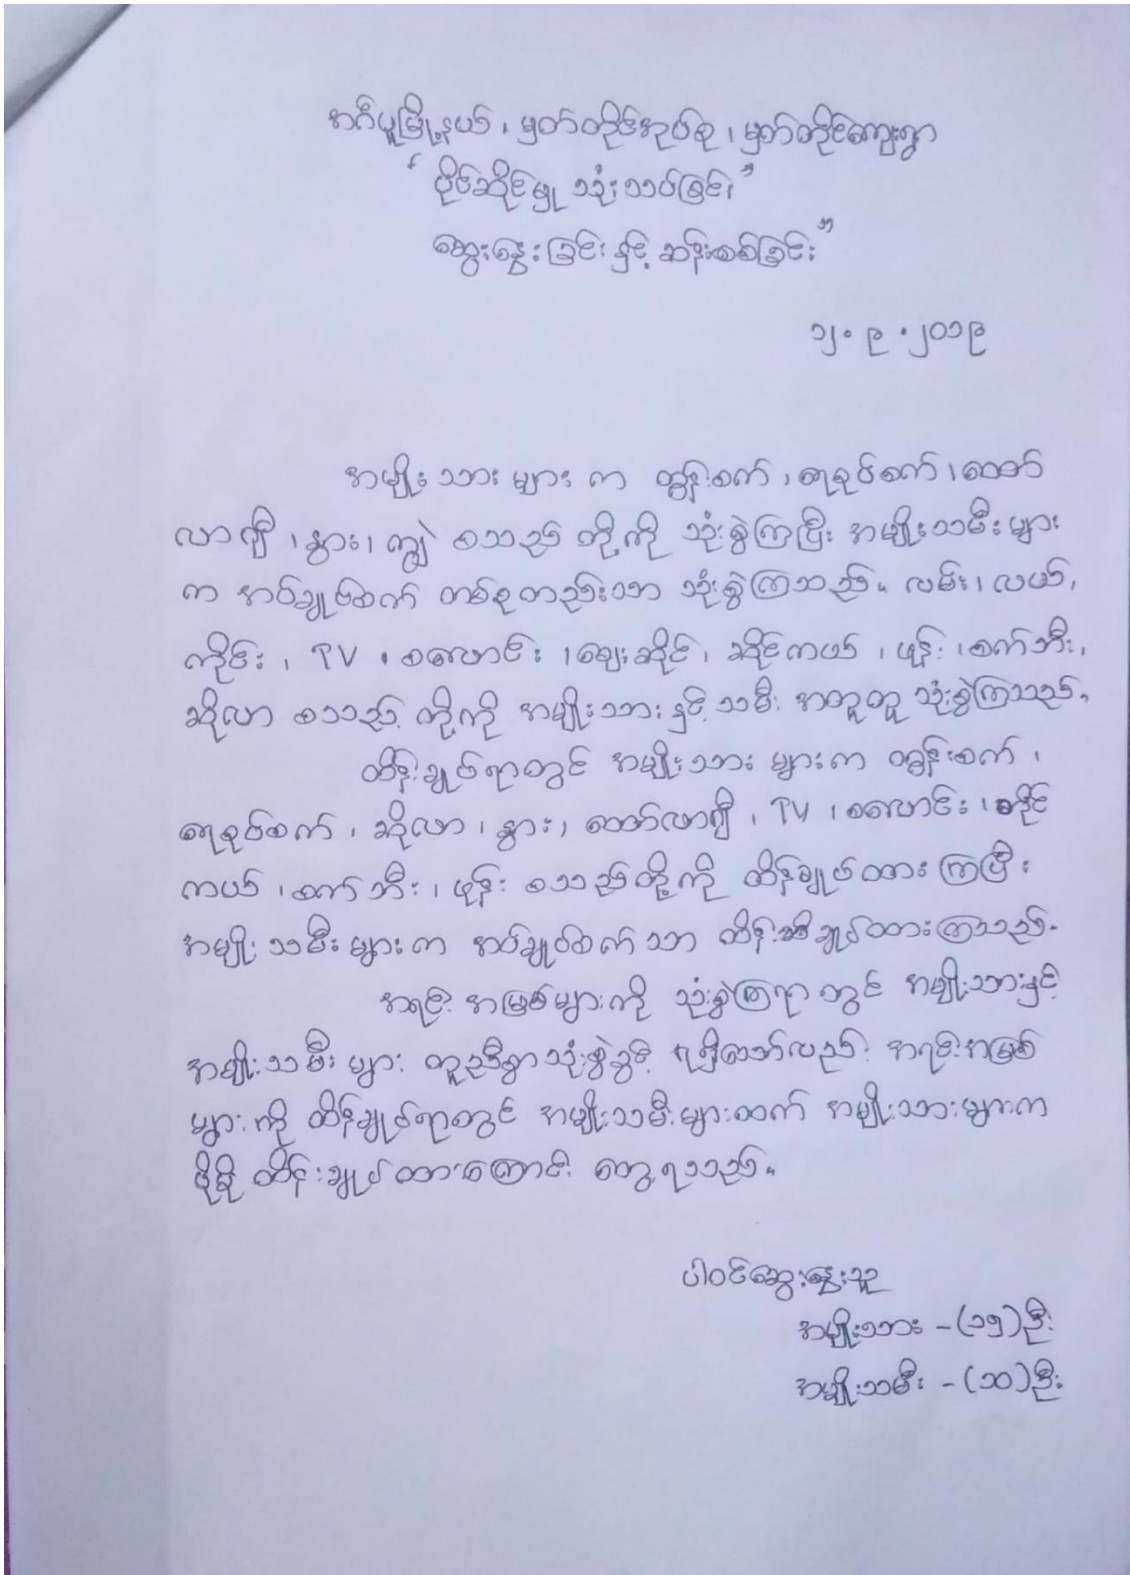 အင်္ဂပူမြို့နယ်၊ မှတ်တိုင်အုပ်စု၊ မှတ်တိုင်ကျေးရွာ
“ ပိုင်ဆိုင်မှု သုံးသပ်ခြင်း”
ဆွေးနွေးခြင်း နှင့် ဆန်းစစ်ခြင်း”
၁၂.၉.၂၀၁၉
အမျိုးသားများ က ထွန်စက်၊ ရေစုပ်စက်၊ ထော်
လာဂျီ၊ နွား၊ ကျွဲ စသည် တို့ကို သုံးစွဲကြပြီး အမျိုးသမီးများ
က အပ်ချုပ်စက် တစ်ခုတည်းသာ သုံးစွဲကြသည်။ လမ်း၊ လယ်၊
ကိုင်း၊ TV ၊ စလောင်း၊ ဈေးဆိုင်၊ ဆိုင်ကယ်၊ ဖုန်း၊ စက်ဘီး၊
ဆိုလာ စသည့် တို့ကို အမျိုးသား နှင့် သမီး အတူတူ သုံးစွဲကြသည်။
ထိန်းချုပ်ရာတွင် အမျိုးသား များက ထွန်းစက်၊
ရေစုပ်စက်၊ ဆိုလာ၊ နွား၊ ထော်လာဂျီ၊ TV ၊ စလောင်း၊ ဆိုင်
ကယ်၊ စက်ဘီး၊ ဖုန်း စသည်တို့ကို ထိန်းချုပ်ထားကြပြီး
အမျိုးသမီးများက အပ်ချုပ်စက်သာ ထိန်းချုပ်ထားကြသည်။
အရင်း အမြစ်များကို သုံးစွဲကြရာ တွင် အမျိုးသားနှင့်
အမျိုးသမီး များ တူညီစွာသုံးစွဲခွင့် ရရှိသော်လည်း အရင်းအမြစ်
များကို ထိန်းချုပ်ရာတွင် အမျိုးသမီးများထက် အမျိုးသားများက
ပိုမို ထိန်းချုပ်ထားကြောင်း တွေ့ရသည်။
ပါဝင်ဆွေးနွေးသူ
အမျိုးသား - (၁၅) ဦး
အမျိုးသမီး - (၁၀) ဦး